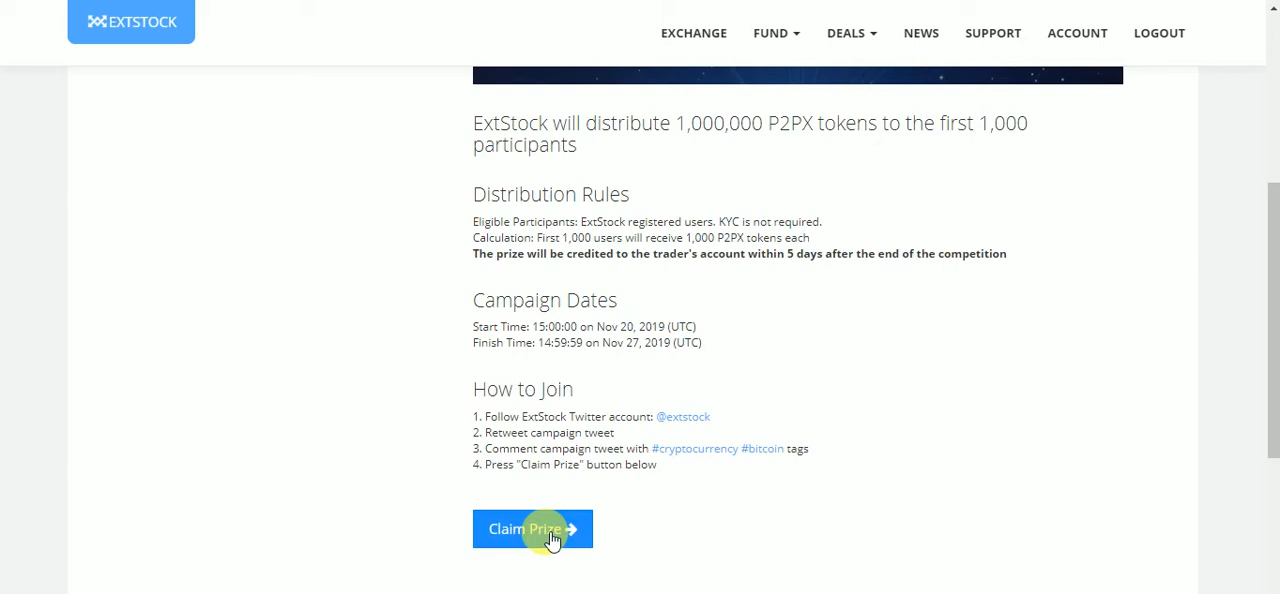 EXTSTOCK
EXCHANGE FUND DEALS NEWS SUPPORT ACCOUNT LOGOUT
ExtStock will distribute 1,000,000 P2PX tokens to the first 1,000
participants
Distribution Rules
Eligible Participants: ExtStock registered users. KYC is not required.
Calculation: First 1,000 users will receive 1,000 P2PX tokens each
The prize will be credited to the trader's account within 5 days after the end of the competition
Campaign Dates
Start Time: 15:00:00 on Nov 20, 2019 (UTC)
Finish Time: 14:59:59 on Nov 27, 2019 (UTC)
How to Join
1. Follow ExtStock Twitter account: @extstock
2. Retweet campaign tweet
3. Comment campaign tweet with #cryptocurrency #bitcoin tags
4. Press "Claim Prize" button below
Claim Prize